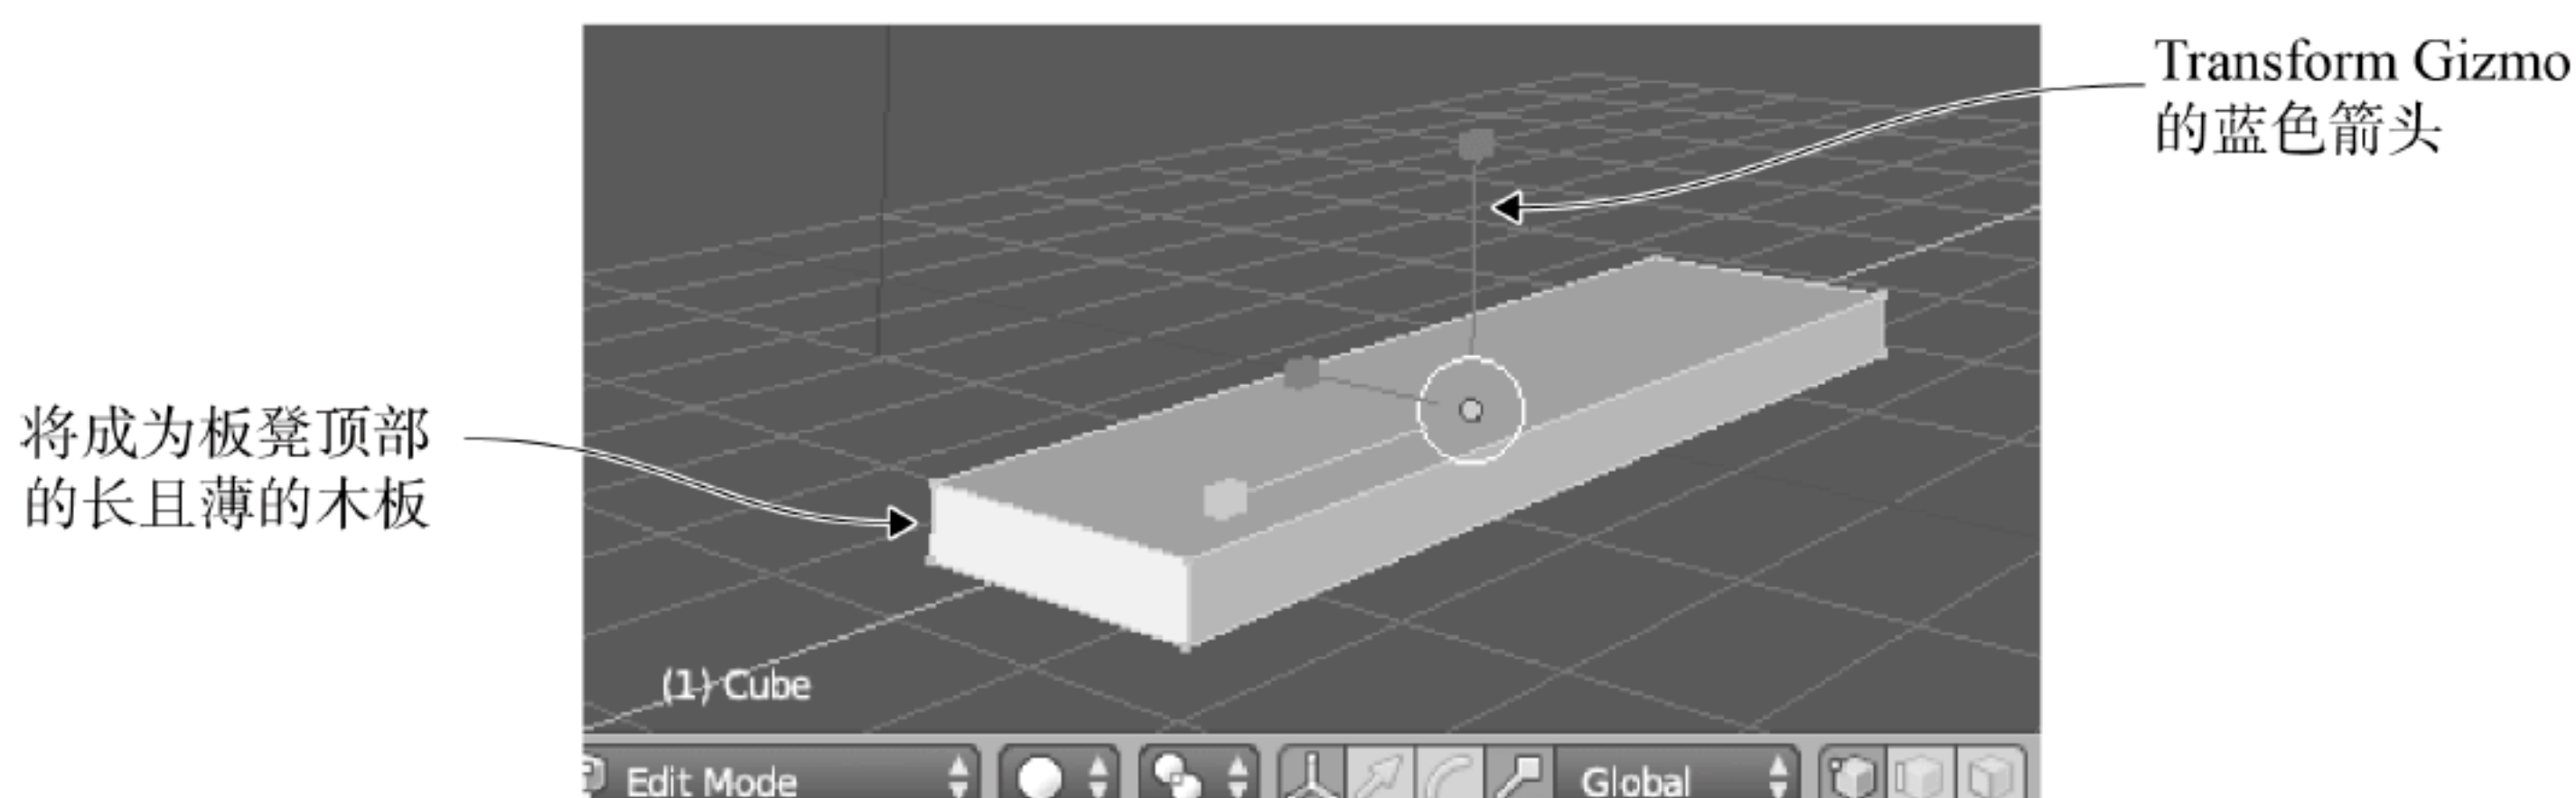 Transform Gizmo
的蓝色箭头
将成为板凳顶部
的长且薄的木板
(1) Cube
Edit Mode
Global